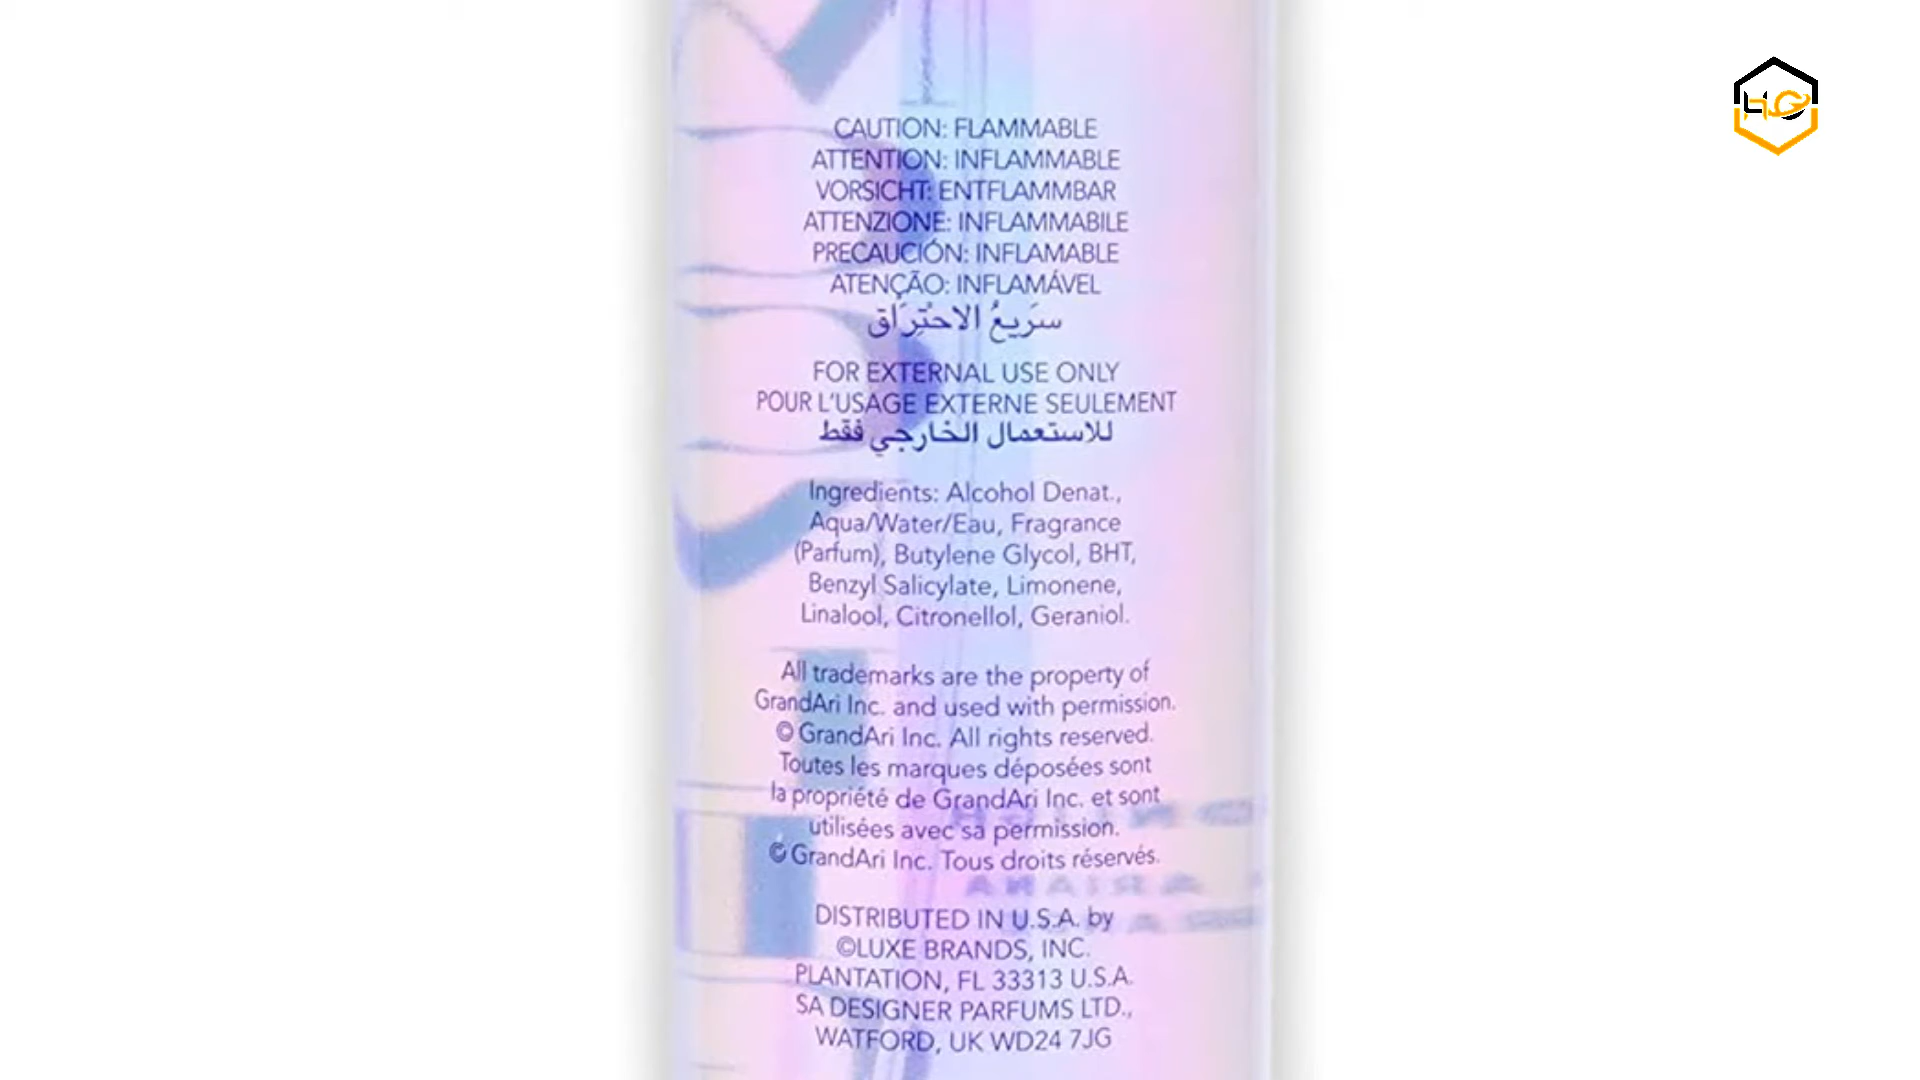 CAUTION: FLAMMABLE
ATTENTION: INFLAMMABLE
VORSICHT: ENTFLAMMBAR
ATTENZIONE: INFLAMMABILE
PRECAUCIÓN: INFLAMABLE
ATENÇÃO: INFLAMÁVEL
سَريعُ الاحْتِرَاق
FOR EXTERNAL USE ONLY
POUR L'USAGE EXTERNE SEULEMENT
للاستعمال الخارجي فقط
Ingredients: Alcohol Denat.,
Aqua/Water/Eau, Fragrance
(Parfum), Butylene Glycol, BHT,
Benzyl Salicylate, Limonene,
Linalool, Citronellol, Geraniol.
All trademarks are the property of
GrandAri Inc. and used with permission.
© GrandAri Inc. All rights reserved.
Toutes les marques déposées sont
la propriété de GrandAri Inc. et sont
utilisées avec sa permission.
© GrandAri Inc. Tous droits réservés.
DISTRIBUTED IN U.S.A. by
©LUXE BRANDS, INC.
PLANTATION, FL 33313 U.S.A.
SA DESIGNER PARFUMS LTD.,
WATFORD, UK WD24 7JG
HG